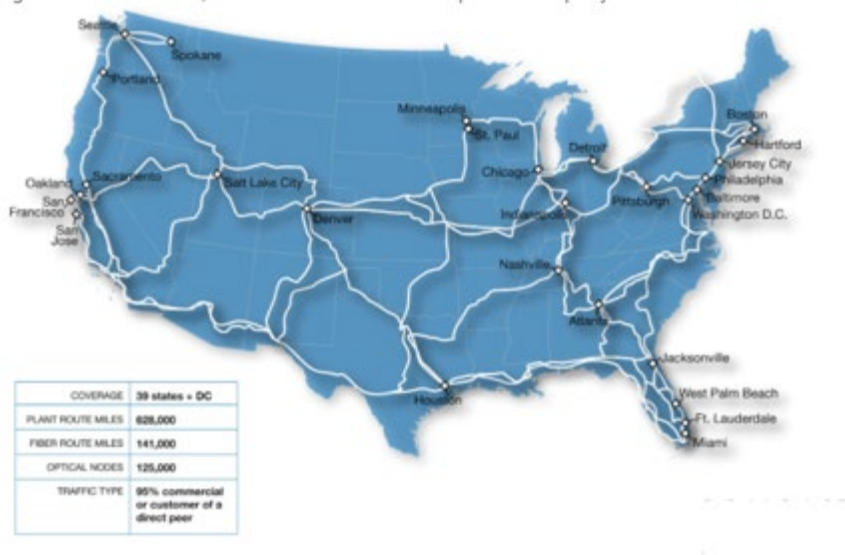 Seattle
Spokane
Portland
Minneapolis
St. Paul
Boston
Hartford
Detroit
Jersey City
Chicago
Philadelphia
Oakland
Sacramento
Salt Lake City
Baltimore
San
Francisco
Pittsburgh
Indianapolis
Washington D.C.
Denver
San
Jose
Nashville
Atlanta
Jacksonville
Houston
West Palm Beach
Ft. Lauderdale
Miami
COVERAGE 39 states + DC
PLANT ROUTE MILES 628,000
FIBER ROUTE MILES 141,000
OPTICAL NODES 125,000
TRAFFIC TYPE 95% commercial
or customer of a
direct peer